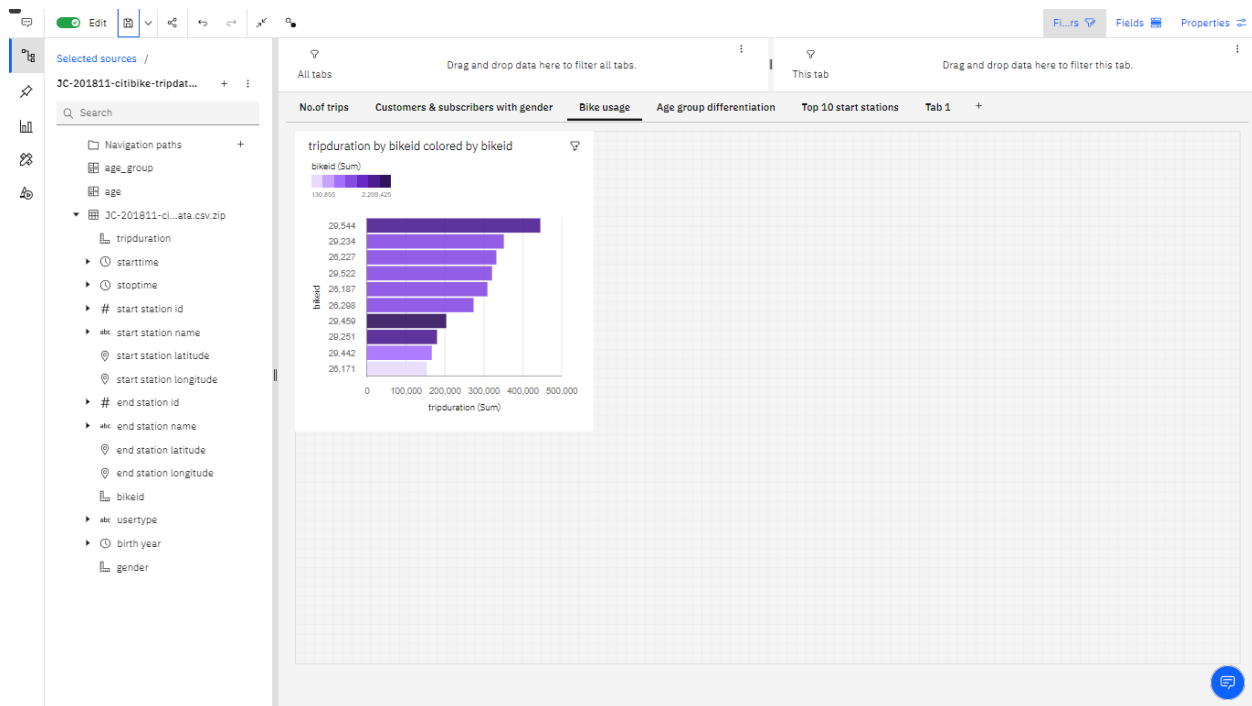 Edit
Fi...rs
Fields
Properties
Selected sources /
JC-201811-citibike-tripdat... +
Search
Navigation paths +
age_group
age
JC-201811-ci...ata.csv.zip
tripduration
starttime
stoptime
# start station id
abc start station name
start station latitude
start station longitude
# end station id
abc end station name
end station latitude
end station longitude
bikeid
abc usertype
birth year
gender
All tabs
Drag and drop data here to filter all tabs.
This tab
Drag and drop data here to filter this tab.
No.of trips
Customers & subscribers with gender
Bike usage
Age group differentiation
Top 10 start stations
Tab 1
+
tripduration by bikeid colored by bikeid
bikeid (Sum)
130,855 2,209,425
bikeid
29,544
29,234
26,227
29,522
26,187
26,298
29,459
29,251
29,442
26,171
0 100,000 200,000 300,000 400,000 500,000
tripduration (Sum)